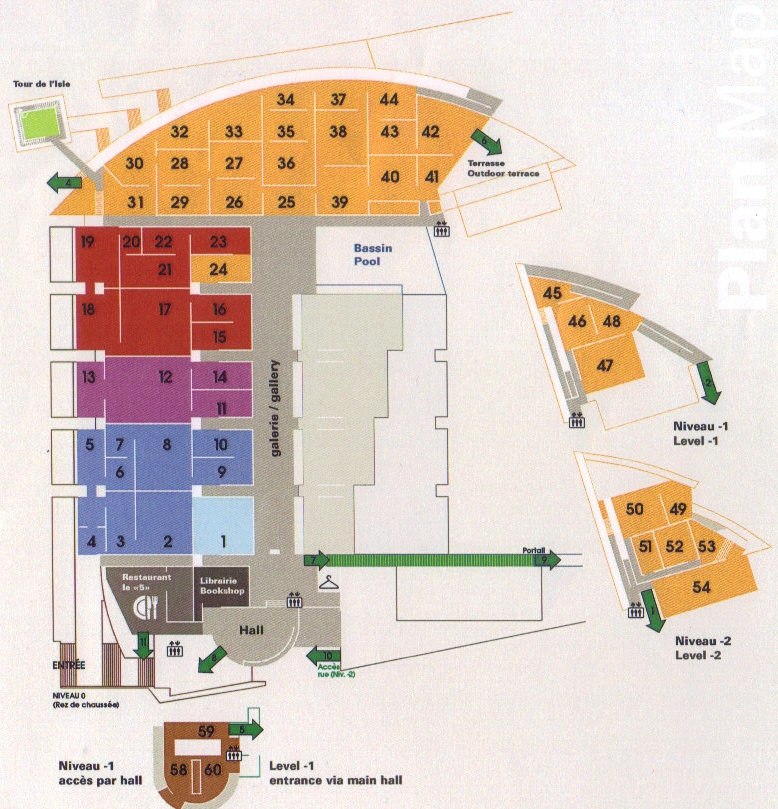 Plan Map
Tour de l'Isle
34 37 44
32 33 35 38 43 42
6
30 28 27 36
Terrasse
Outdoor terrace
4
40 41
31 29 26 25 39
19 20 22 23
21 24
Bassin
Pool
18 17 16
15
13 12 14
11
galerie / gallery
5 7 8 10
6 9
4 3 2 1
45
46 48
47
2
Niveau -1
Level -1
50 49
51 52 53
54
1
Niveau -2
Level -2
7
Portail
9
Restaurant
le «5»
Librairie
Bookshop
Hall
11
8
10
Accès
rue (Niv. -2)
ENTRÉE
NIVEAU 0
(Rez de chaussée)
59
5
58 60
Niveau -1
accès par hall
Level -1
entrance via main hall